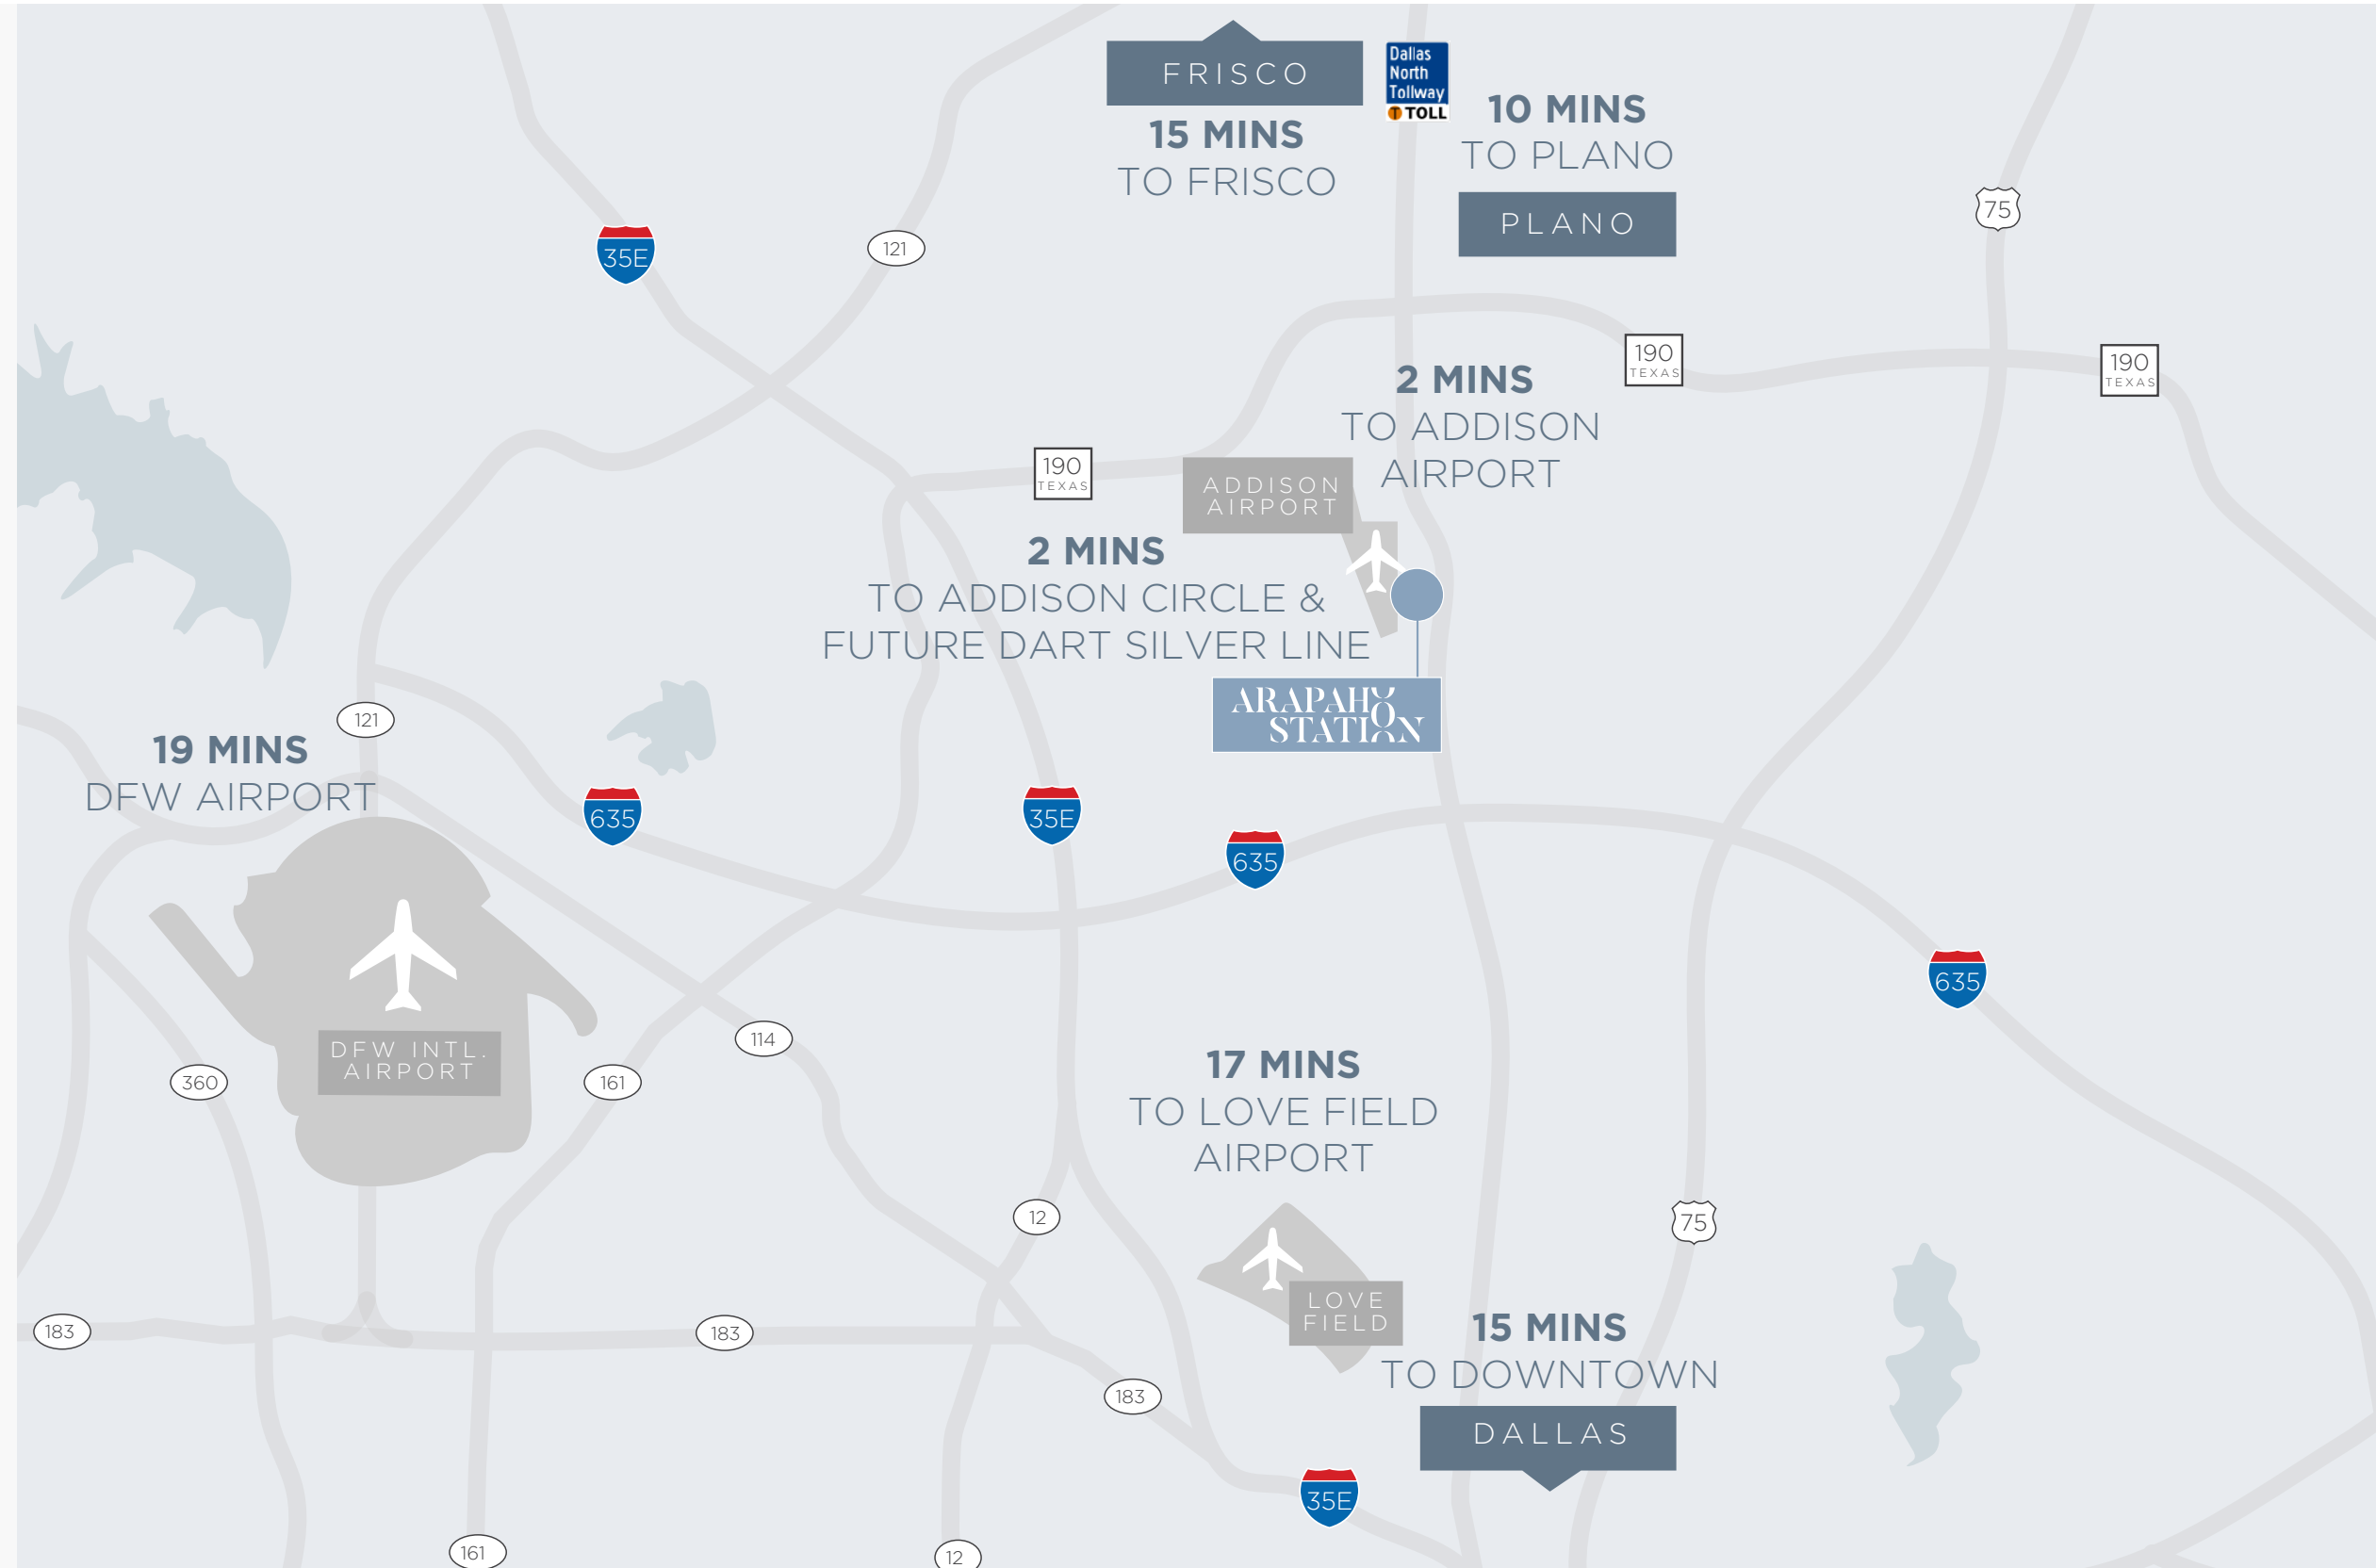 FRISCO
Dallas
North
Tollway
T TOLL
15 MINS
TO FRISCO
10 MINS
TO PLANO
PLANO
75
35E
121
190
TEXAS
190
TEXAS
2 MINS
TO ADDISON
AIRPORT
190
TEXAS
ADDISON
AIRPORT
2 MINS
TO ADDISON CIRCLE &
FUTURE DART SILVER LINE
ARAPAHO
STATION
121
19 MINS
DFW AIRPORT
635
35E
635
635
DFW INTL.
AIRPORT
114
360
161
17 MINS
TO LOVE FIELD
AIRPORT
12
75
LOVE
FIELD
183
183
15 MINS
TO DOWNTOWN
183
DALLAS
35E
161
12